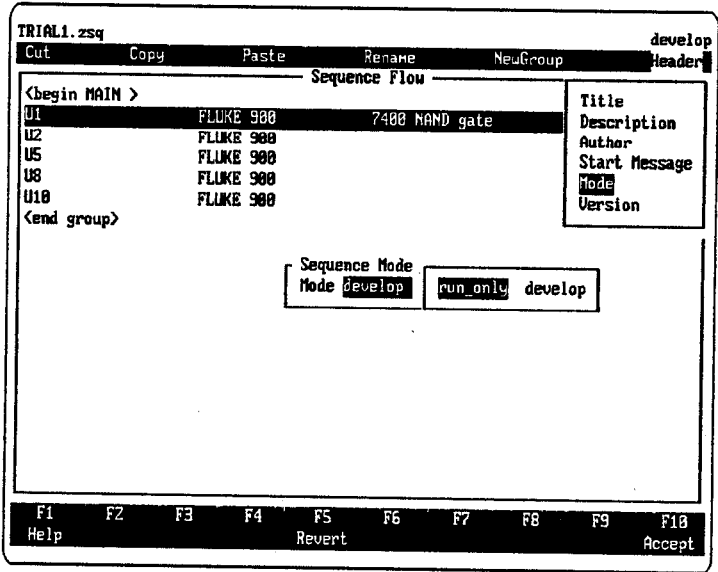 TRIAL1.zsq develop
Cut Copy Paste Rename NewGroup Header
Sequence Flow
<begin MAIN >
U1 FLUKE 900 7400 NAND gate
U2 FLUKE 900
U5 FLUKE 900
U8 FLUKE 900
U10 FLUKE 900
<end group>
Title
Description
Author
Start Message
Mode
Version
Sequence Mode
Mode develop run_only develop
F1 F2 F3 F4 F5 F6 F7 F8 F9 F10
Help Revert Accept